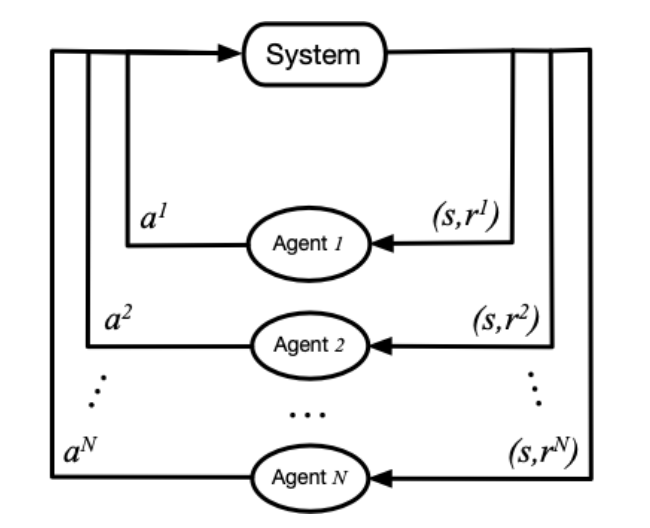 System
a¹ Agent 1 (s,r¹)
a² Agent 2 (s,r²)
...
aᴺ Agent N (s,rᴺ)